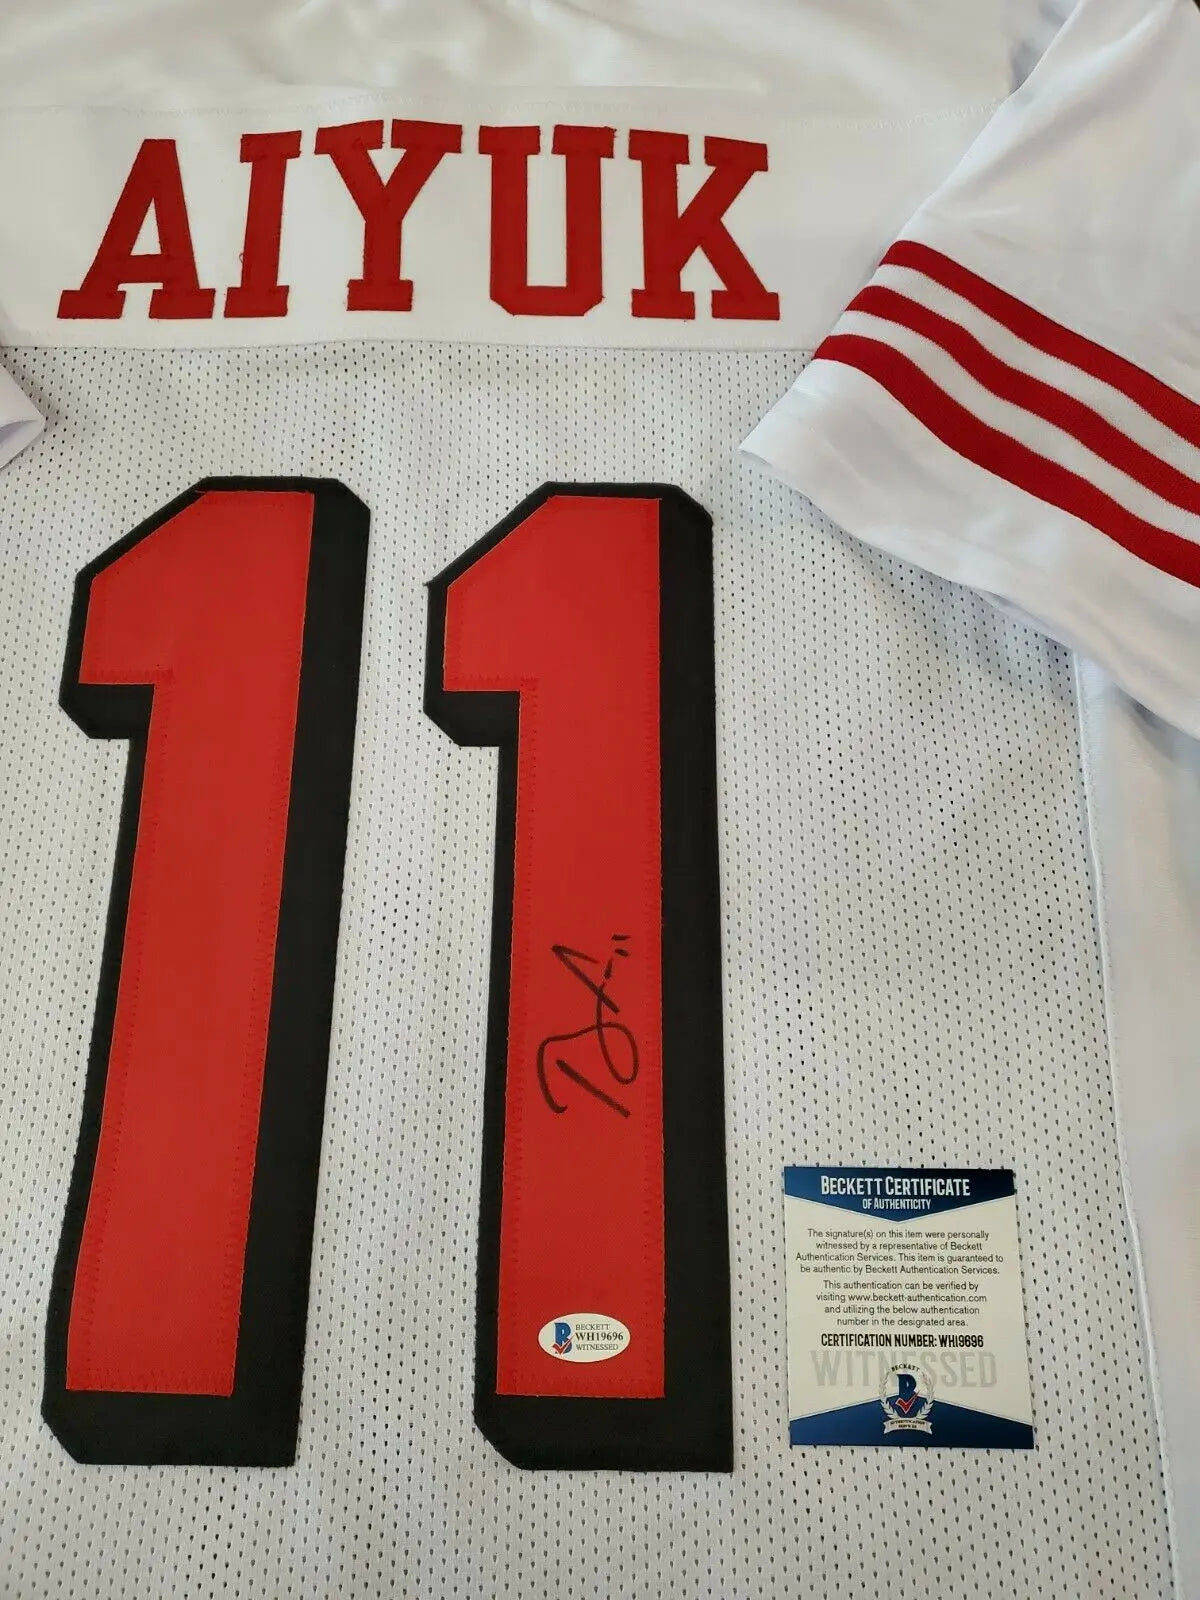 AIYUK
11
BECKETT CERTIFICATE
OF AUTHENTICITY
The signature(s) on this item were personally
witnessed by a representative of Beckett
Authentication Services. This item is guaranteed to
be authentic by Beckett Authentication Services.
This authentication can be verified by
visiting www.beckett-authentication.com
and utilizing the below authentication
number in the designated area.
CERTIFICATION NUMBER: WH19696
WITNESSED
BECKETT
B
AUTHENTICATION
SERVICES
B
BECKETT
WH19696
WITNESSED